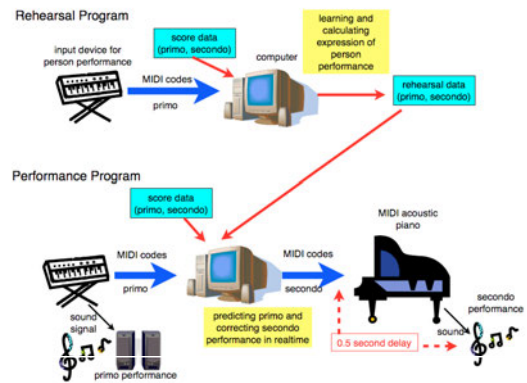 Rehearsal Program
input device for
person performance
score data
(primo, secondo)
computer
learning and
calculating
expression of
person
performance
MIDI codes
primo
rehearsal data
(primo, secondo)
Performance Program
score data
(primo, secondo)
MIDI acoustic
piano
MIDI codes
primo
MIDI codes
secondo
sound
signal
primo performance
predicting primo and
correcting secondo
performance in realtime
0.5 second delay
sound
secondo
performance